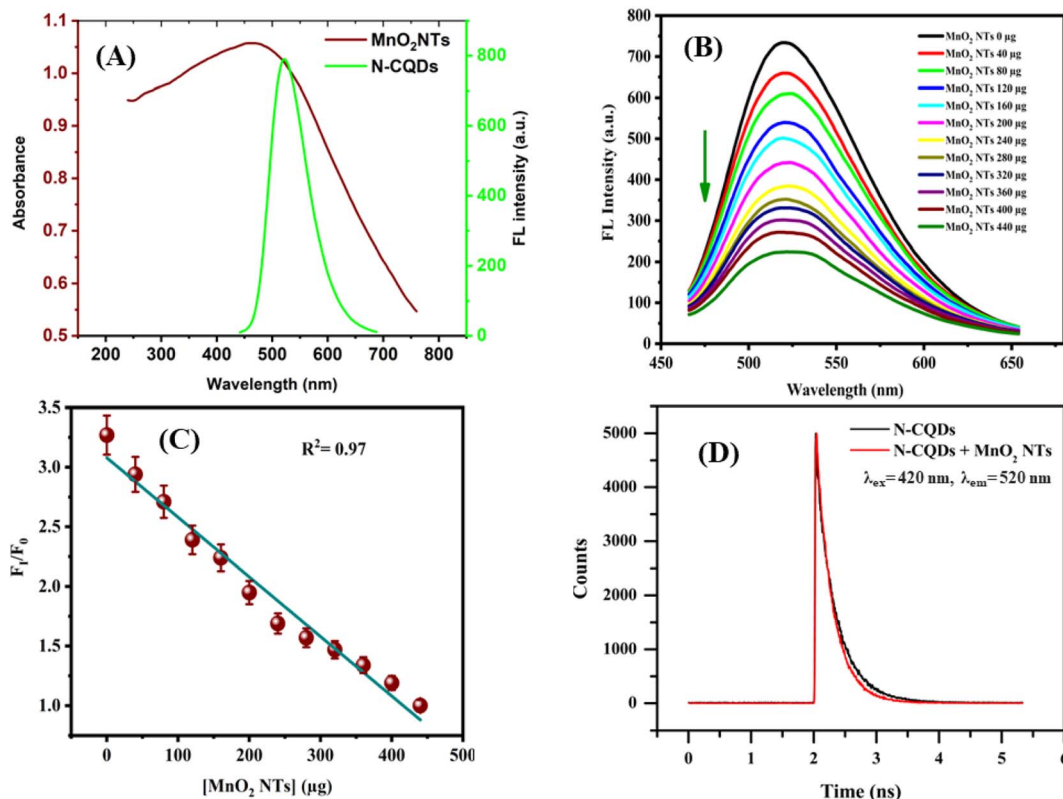 (A)
MnO₂NTs
N-CQDs
1.1
1.0
0.9
0.8
0.7
0.6
0.5
Absorbance
800
600
400
200
0
FL intensity (a.u.)
200 300 400 500 600 700 800
Wavelength (nm)
(B)
MnO₂ NTs 0 µg
MnO₂ NTs 40 µg
MnO₂ NTs 80 µg
MnO₂ NTs 120 µg
MnO₂ NTs 160 µg
MnO₂ NTs 200 µg
MnO₂ NTs 240 µg
MnO₂ NTs 280 µg
MnO₂ NTs 320 µg
MnO₂ NTs 360 µg
MnO₂ NTs 400 µg
MnO₂ NTs 440 µg
800
700
600
500
400
300
200
100
0
FL Intensity (a.u.)
450 500 550 600 650
Wavelength (nm)
(C)
R²= 0.97
3.5
3.0
2.5
2.0
1.5
1.0
F₁/F₀
0 100 200 300 400 500
[MnO₂ NTs] (µg)
(D)
N-CQDs
N-CQDs + MnO₂ NTs
λₑₓ= 420 nm, λₑₘ= 520 nm
5000
4000
3000
2000
1000
0
Counts
0 1 2 3 4 5 6
Time (ns)